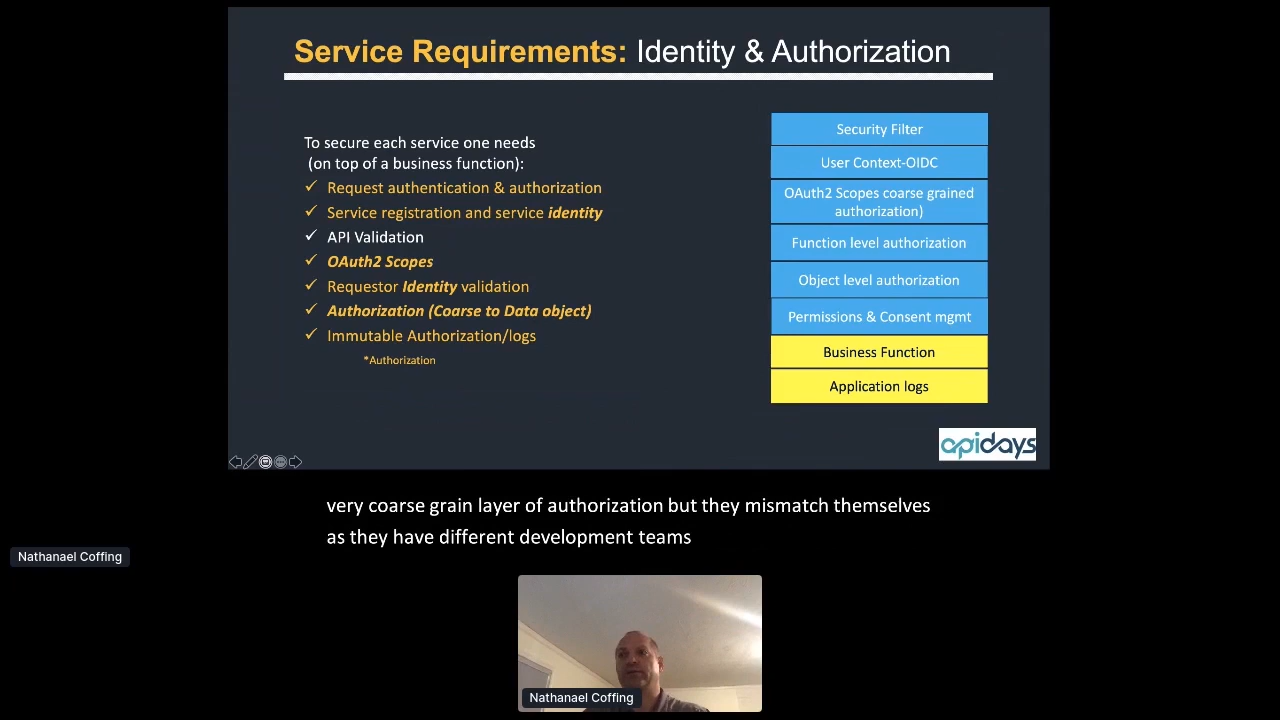 Service Requirements: Identity & Authorization
To secure each service one needs
(on top of a business function):
✓ Request authentication & authorization
✓ Service registration and service identity
✓ API Validation
✓ OAuth2 Scopes
✓ Requestor Identity validation
✓ Authorization (Coarse to Data object)
✓ Immutable Authorization/logs
*Authorization
Security Filter
User Context-OIDC
OAuth2 Scopes coarse grained
authorization)
Function level authorization
Object level authorization
Permissions & Consent mgmt
Business Function
Application logs
apidays
very coarse grain layer of authorization but they mismatch themselves
as they have different development teams
Nathanael Coffing
Nathanael Coffing